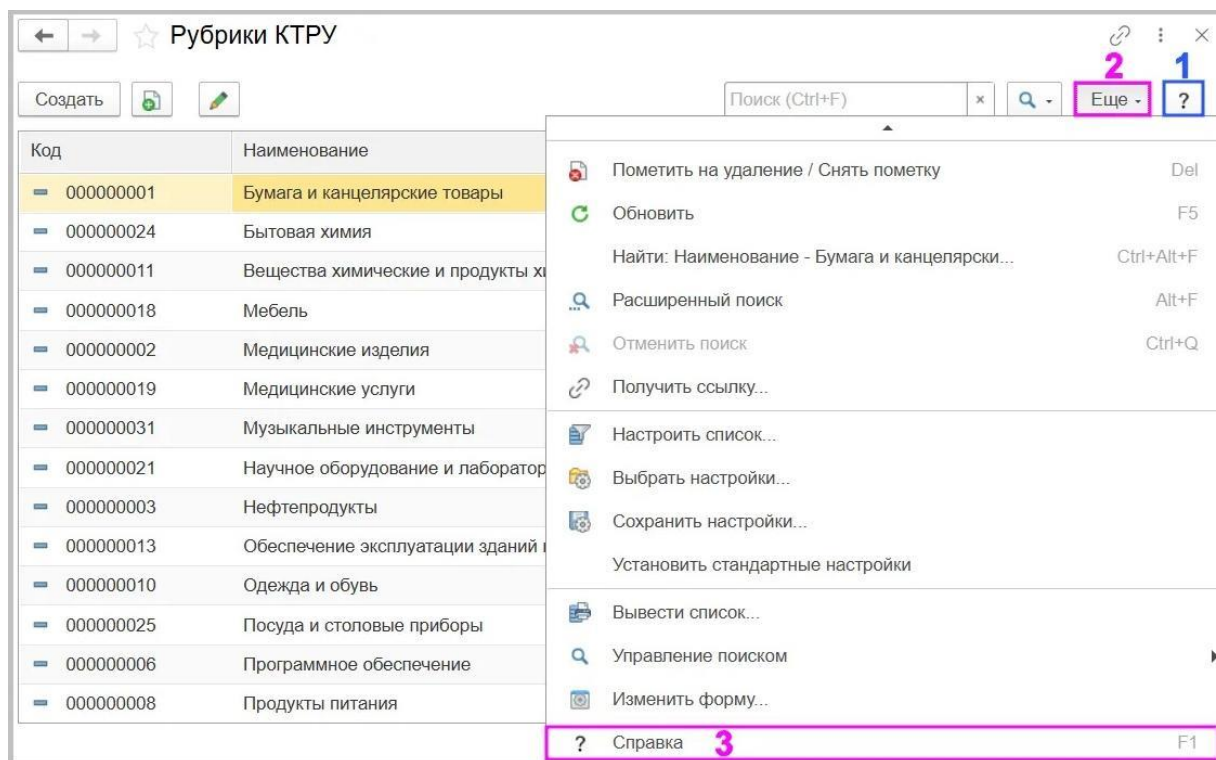 Рубрики КТРУ
2 1
Создать Поиск (Ctrl+F) × Еще ?
Код Наименование
000000001 Бумага и канцелярские товары
000000024 Бытовая химия
000000011 Вещества химические и продукты хи
000000018 Мебель
000000002 Медицинские изделия
000000019 Медицинские услуги
000000031 Музыкальные инструменты
000000021 Научное оборудование и лаборатор
000000003 Нефтепродукты
000000013 Обеспечение эксплуатации зданий и
000000010 Одежда и обувь
000000025 Посуда и столовые приборы
000000006 Программное обеспечение
000000008 Продукты питания
Пометить на удаление / Снять пометку Del
Обновить F5
Найти: Наименование - Бумага и канцелярски... Ctrl+Alt+F
Расширенный поиск Alt+F
Отменить поиск Ctrl+Q
Получить ссылку...
Настроить список...
Выбрать настройки...
Сохранить настройки...
Установить стандартные настройки
Вывести список...
Управление поиском
Изменить форму...
? Справка 3 F1